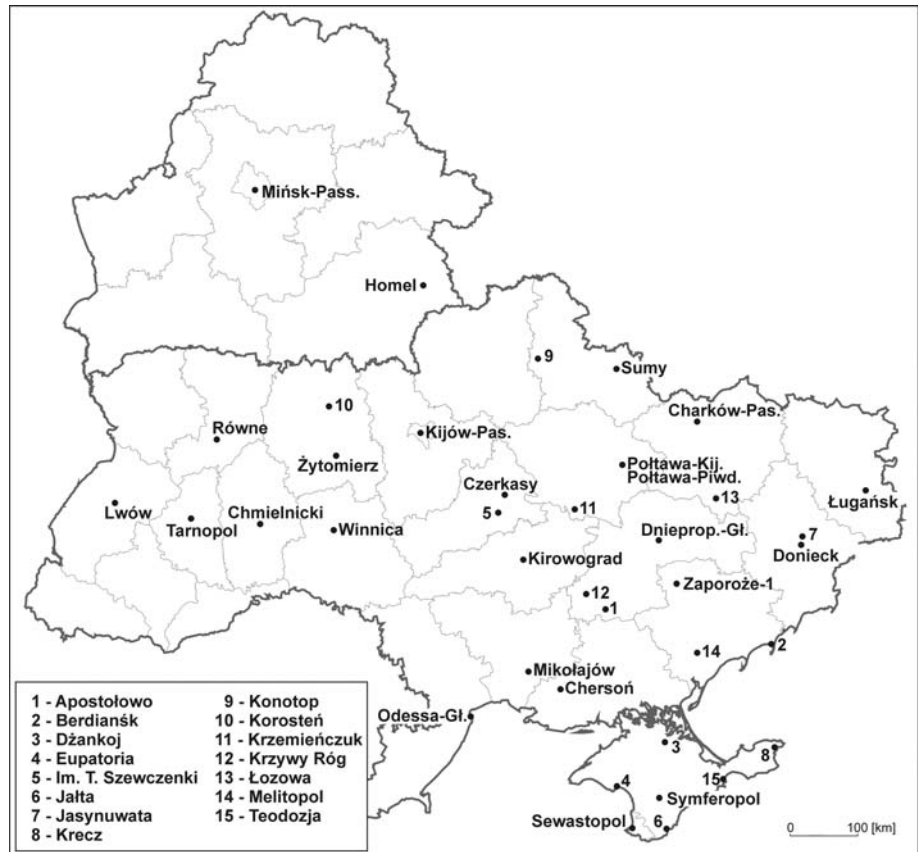 Mińsk-Pass.
Homel
9
Sumy
10
Charków-Pas.
Równe
Kijów-Pas.
Żytomierz
Połtawa-Kij.
Połtawa-Piwd.
Czerkasy
13
Ługańsk
Lwów
5
11
Tarnopol
Chmielnicki
Winnica
Dnieprop.-Gł.
7
Donieck
Kirowograd
Zaporoże-1
12
1
2
14
Mikołajów
Chersoń
Odessa-Gł.
3
8
4
15
Symferopol
Sewastopol
6
0 100 [km]
1 - Apostołowo
2 - Berdiańśk
3 - Dżankoj
4 - Eupatoria
5 - Im. T. Szewczenki
6 - Jałta
7 - Jasynuwata
8 - Krecz
9 - Konotop
10 - Korosteń
11 - Krzemieńczuk
12 - Krzywy Róg
13 - Łozowa
14 - Melitopol
15 - Teodozja